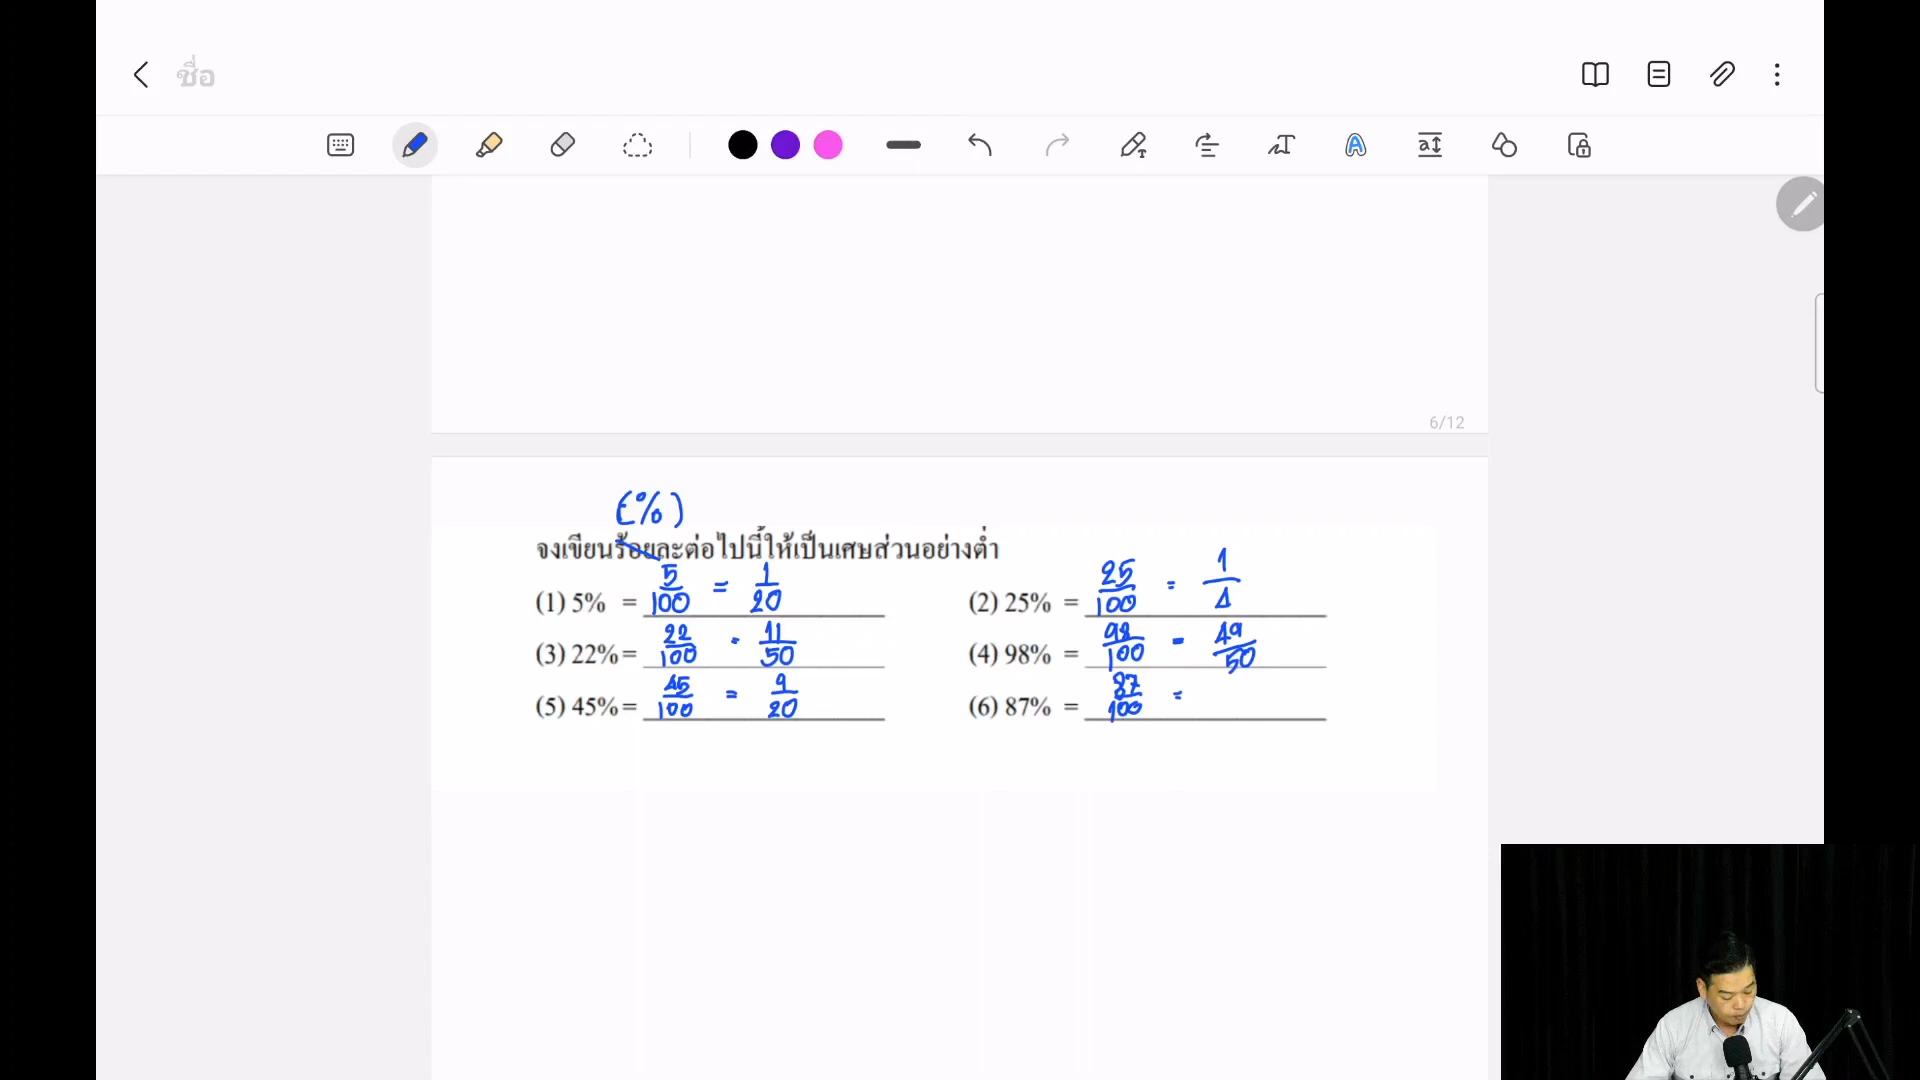 ชื่อ
6/12
(%)
จงเขียนร้อยละต่อไปนี้ให้เป็นเศษส่วนอย่างต่ำ
(1) 5% = 5/100 = 1/20
(2) 25% = 25/100 = 1/4
(3) 22% = 22/100 = 11/50
(4) 98% = 98/100 = 49/50
(5) 45% = 45/100 = 9/20
(6) 87% = 87/100 =